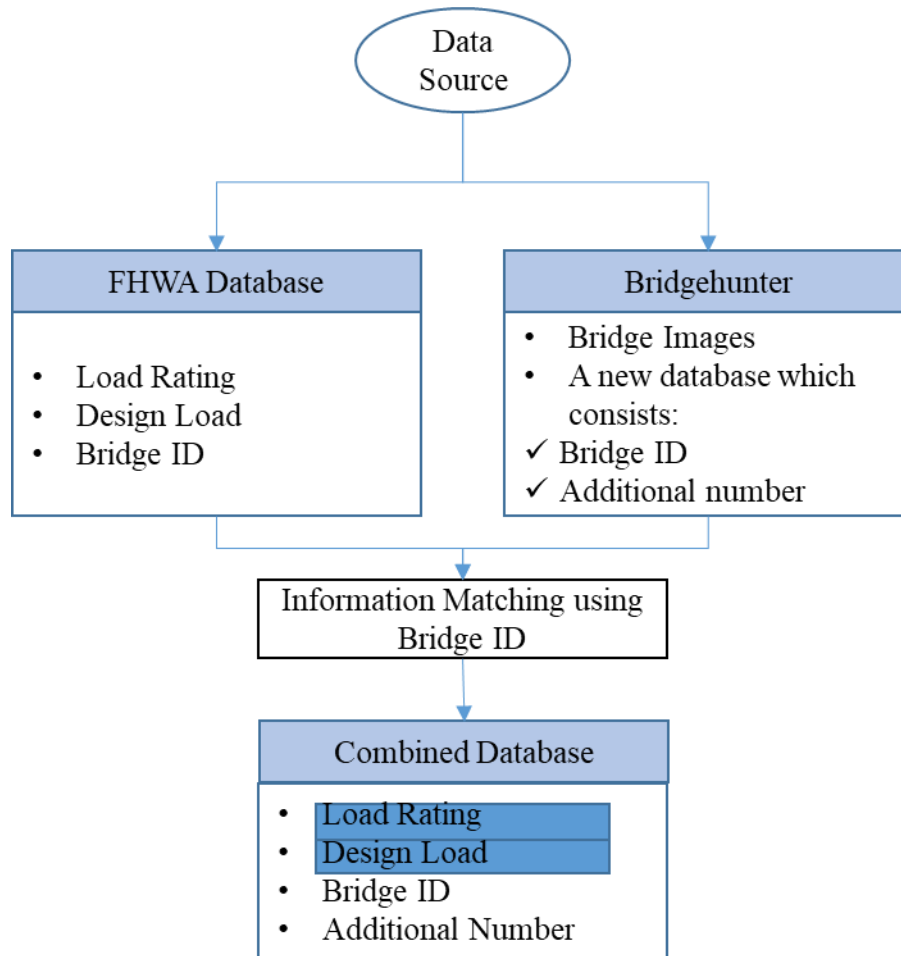 Data
Source
FHWA Database
• Load Rating
• Design Load
• Bridge ID
Bridgehunter
• Bridge Images
• A new database which
consists:
✓ Bridge ID
✓ Additional number
Information Matching using
Bridge ID
Combined Database
• Load Rating
• Design Load
• Bridge ID
• Additional Number